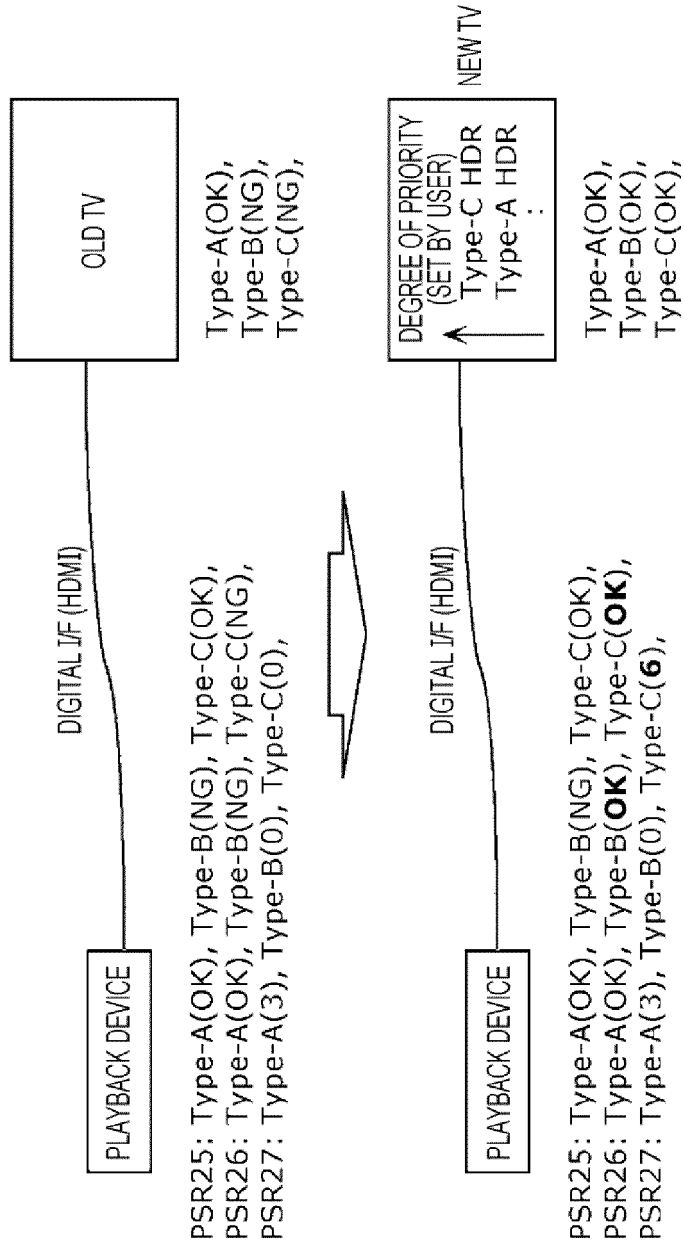 PLAYBACK DEVICE
DIGITAL I/F (HDMI)
OLD TV
PSR25: Type-A(OK), Type-B(NG), Type-C(OK),
PSR26: Type-A(OK), Type-B(NG), Type-C(NG),
PSR27: Type-A(3), Type-B(0), Type-C(0),
Type-A(OK),
Type-B(NG),
Type-C(NG),
PLAYBACK DEVICE
DIGITAL I/F (HDMI)
DEGREE OF PRIORITY
(SET BY USER)
Type-C HDR
Type-A HDR
:
NEW TV
PSR25: Type-A(OK), Type-B(NG), Type-C(OK),
PSR26: Type-A(OK), Type-B(OK), Type-C(OK),
PSR27: Type-A(3), Type-B(0), Type-C(6),
Type-A(OK),
Type-B(OK),
Type-C(OK),